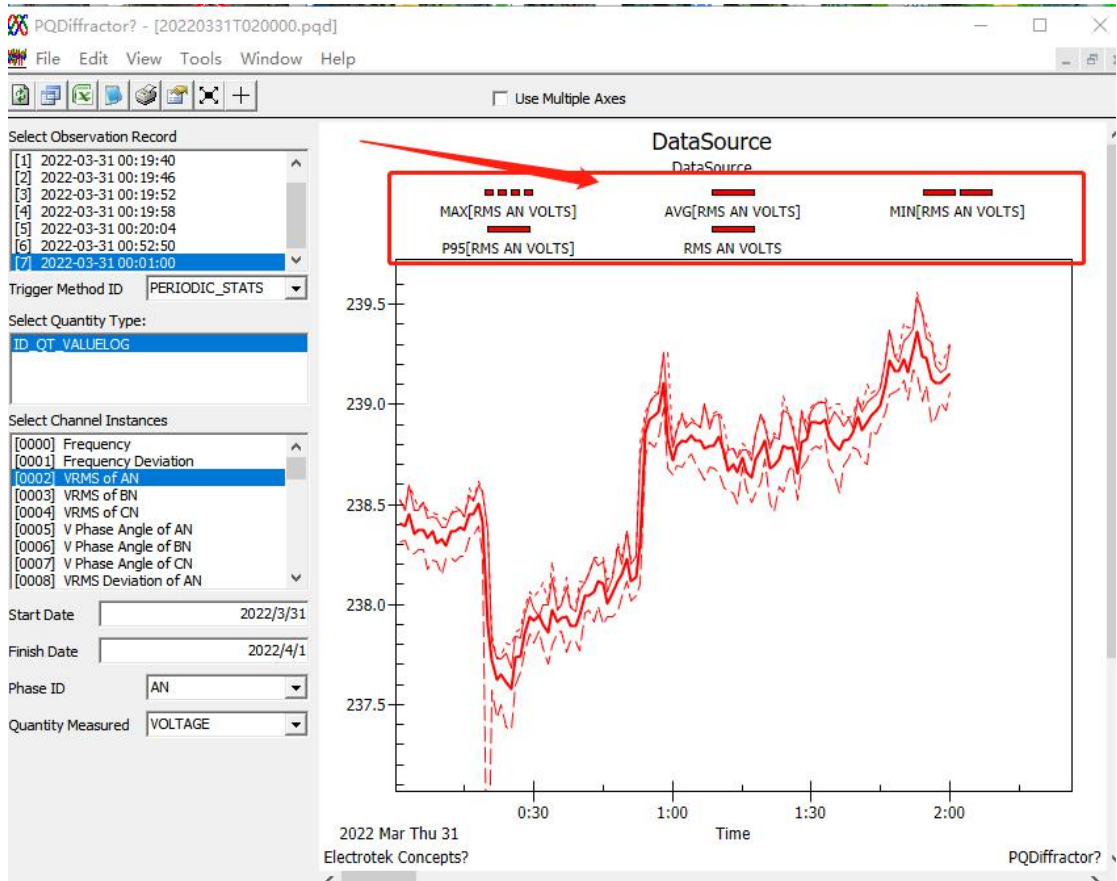 PQDiffractor? - [20220331T020000.pqd]
File Edit View Tools Window Help
Use Multiple Axes
Select Observation Record
[1] 2022-03-31 00:19:40
[2] 2022-03-31 00:19:46
[3] 2022-03-31 00:19:52
[4] 2022-03-31 00:19:58
[5] 2022-03-31 00:20:04
[6] 2022-03-31 00:52:50
[7] 2022-03-31 00:01:00
Trigger Method ID PERIODIC_STATS
Select Quantity Type:
ID_QT_VALUELOG
Select Channel Instances
[0000] Frequency
[0001] Frequency Deviation
[0002] VRMS of AN
[0003] VRMS of BN
[0004] VRMS of CN
[0005] V Phase Angle of AN
[0006] V Phase Angle of BN
[0007] V Phase Angle of CN
[0008] VRMS Deviation of AN
Start Date 2022/3/31
Finish Date 2022/4/1
Phase ID AN
Quantity Measured VOLTAGE
DataSource
DataSource
MAX[RMS AN VOLTS] AVG[RMS AN VOLTS] MIN[RMS AN VOLTS]
P95[RMS AN VOLTS] RMS AN VOLTS
239.5
239.0
238.5
238.0
237.5
0:30 1:00 1:30 2:00
2022 Mar Thu 31 Time
Electrotek Concepts? PQDiffractor?